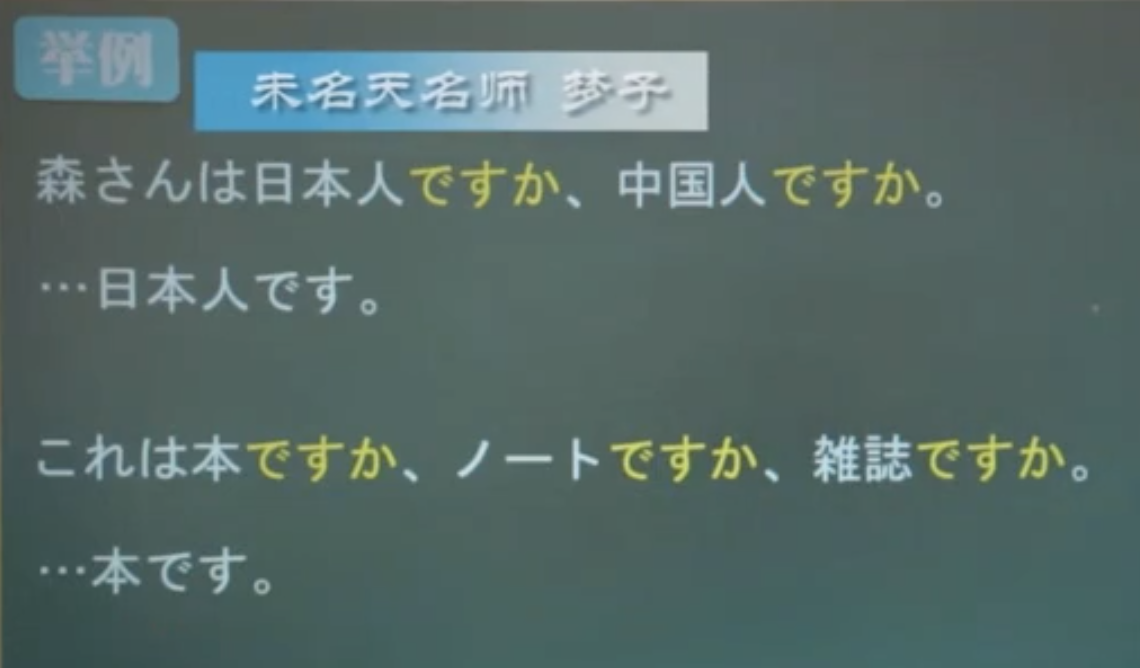 举例
未名天名师 梦子
森さんは日本人ですか、中国人ですか。
…日本人です。
これは本ですか、ノートですか、雑誌ですか。
…本です。